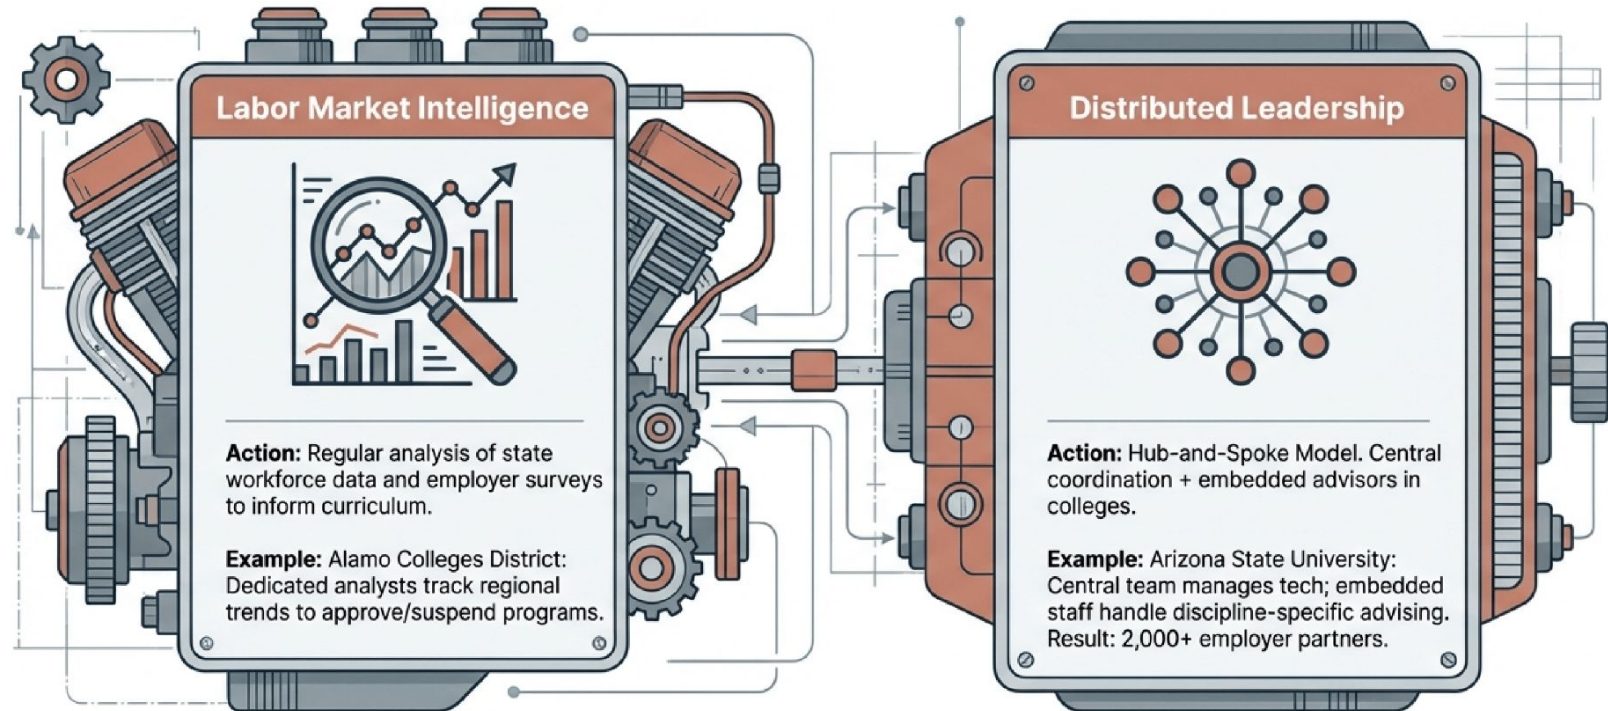 Labor Market Intelligence
Action: Regular analysis of state
workforce data and employer surveys
to inform curriculum.
Example: Alamo Colleges District:
Dedicated analysts track regional
trends to approve/suspend programs.
Distributed Leadership
Action: Hub-and-Spoke Model. Central
coordination + embedded advisors in
colleges.
Example: Arizona State University:
Central team manages tech; embedded
staff handle discipline-specific advising.
Result: 2,000+ employer partners.